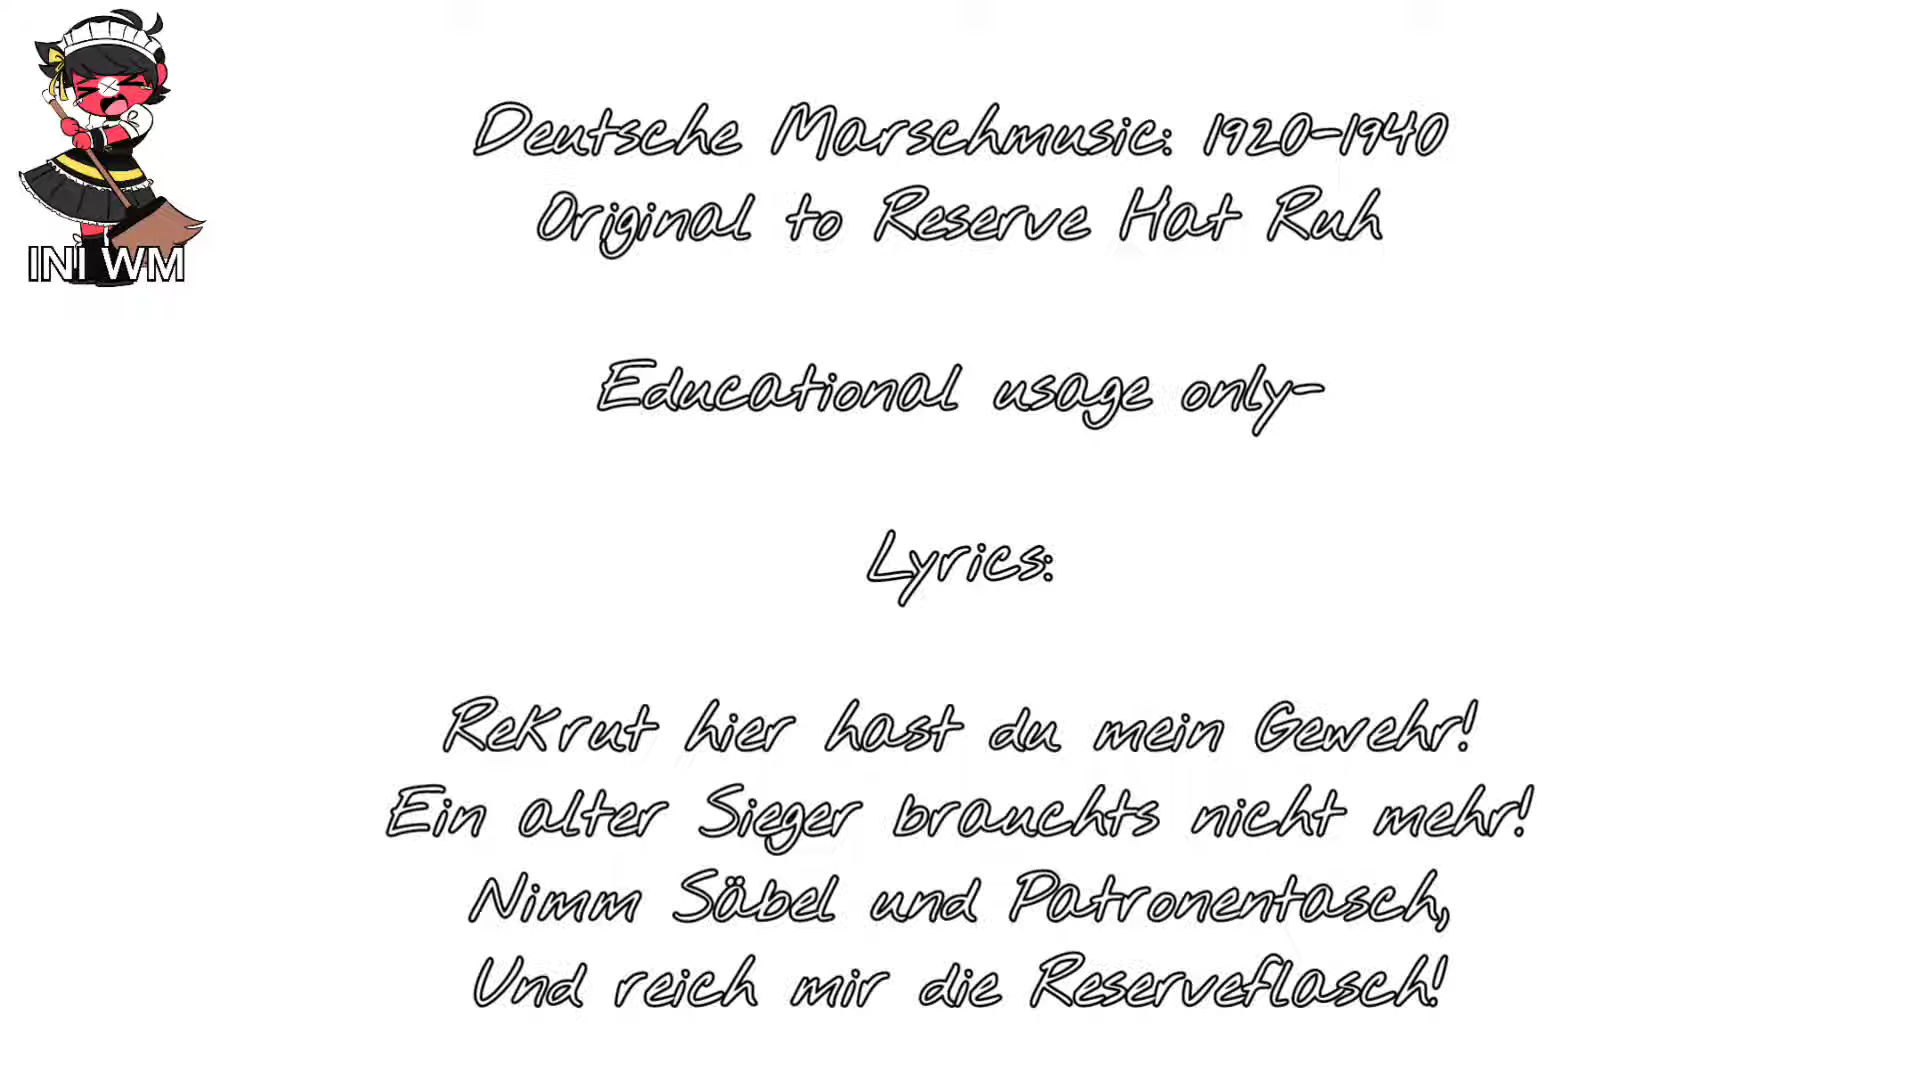 INI WM
Deutsche Marschmusic: 1920-1940
Original to Reserve Hat Ruh
Educational usage only-
Lyrics:
Rekrut hier hast du mein Gewehr!
Ein alter Sieger brauchts nicht mehr!
Nimm Säbel und Patronentasch,
Und reich mir die Reserveflasch!